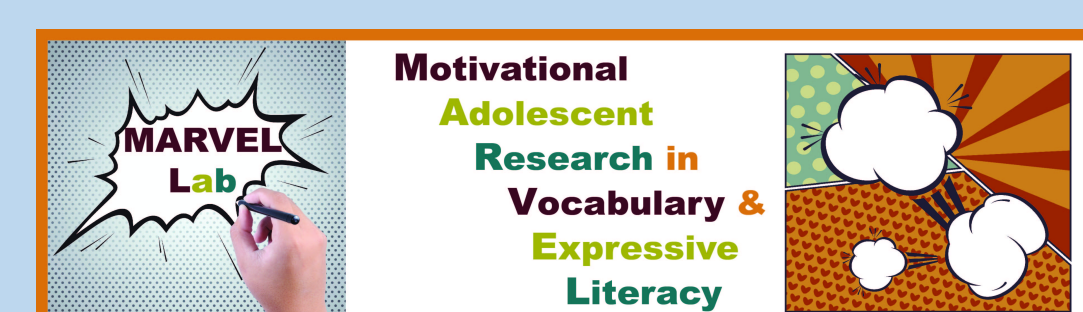 MARVEL
Lab
Motivational
Adolescent
Research in
Vocabulary &
Expressive
Literacy